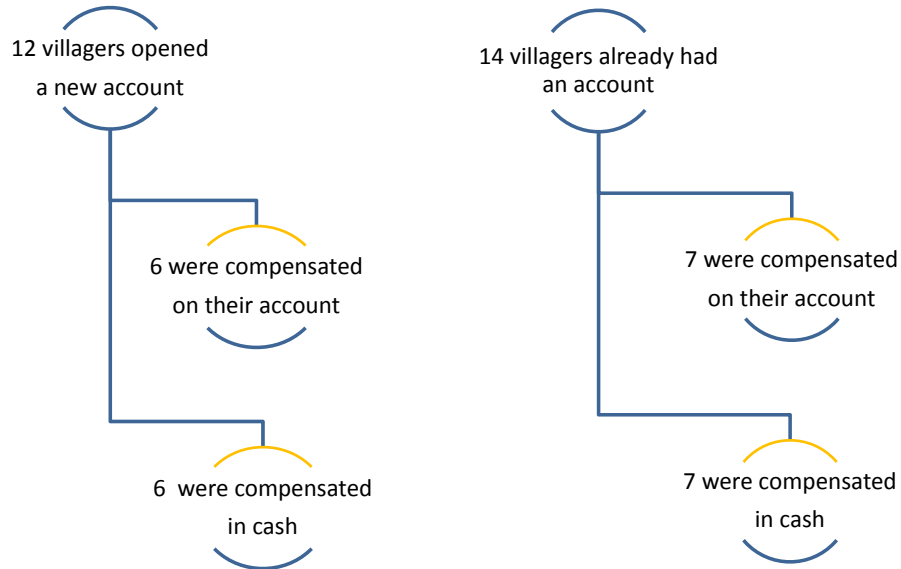 12 villagers opened
a new account
14 villagers already had
an account
6 were compensated
on their account
7 were compensated
on their account
6 were compensated
in cash
7 were compensated
in cash